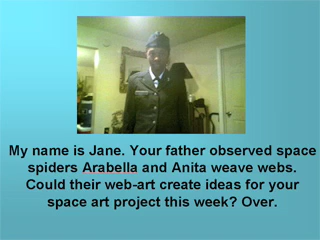 My name is Jane. Your father observed space
spiders Arabella and Anita weave webs.
Could their web-art create ideas for your
space art project this week? Over.